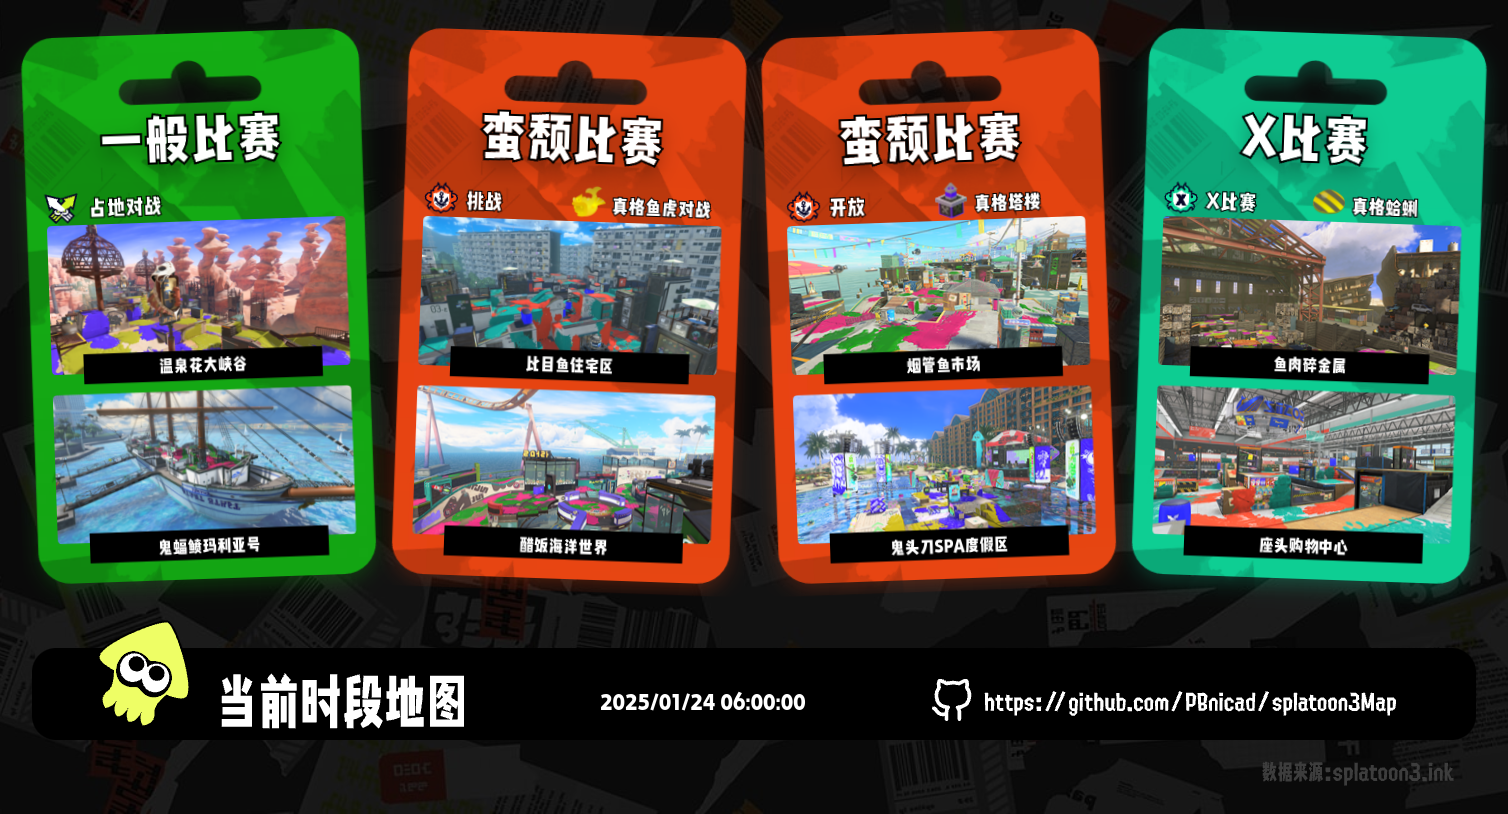 一般比赛
占地对战
温泉花大峡谷
鬼蝠鲼玛利亚号
蛮颓比赛
挑战
真格鱼虎对战
比目鱼住宅区
醋饭海洋世界
蛮颓比赛
开放
真格塔楼
烟管鱼市场
鬼头刀SPA度假区
X比赛
X比赛
真格蛤蜊
鱼肉碎金属
座头购物中心
当前时段地图
2025/01/24 06:00:00
https://github.com/PBnicad/splatoon3Map
数据来源:splatoon3.ink